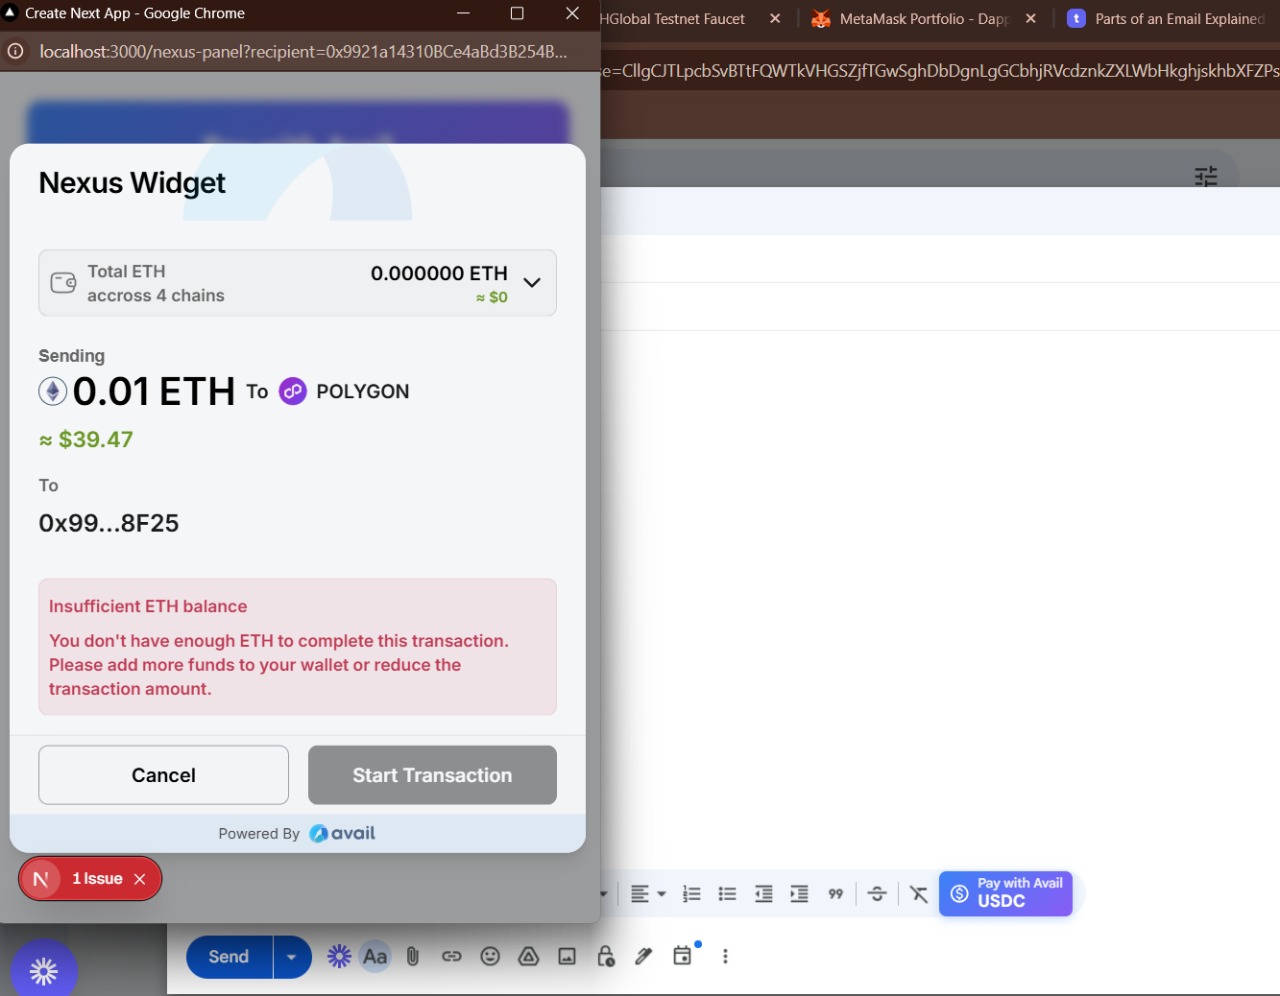 Create Next App - Google Chrome
localhost:3000/nexus-panel?recipient=0x9921a14310BCe4aBd3B254B...
HGlobal Testnet Faucet
MetaMask Portfolio - Dapp
Parts of an Email Explained
se=CllgCJTLpcbSvBTtFQWTkVHGSZjfTGwSghDbDgnLgGCbhjRVcdznkZXLWbHkghjskhbXFZPs
Nexus Widget
Total ETH
accross 4 chains
0.000000 ETH
≈ $0
Sending
0.01 ETH To POLYGON
≈ $39.47
To
0x99...8F25
Insufficient ETH balance
You don't have enough ETH to complete this transaction.
Please add more funds to your wallet or reduce the
transaction amount.
Cancel
Start Transaction
Powered By avail
N 1 Issue
Pay with Avail
USDC
Send
Aa